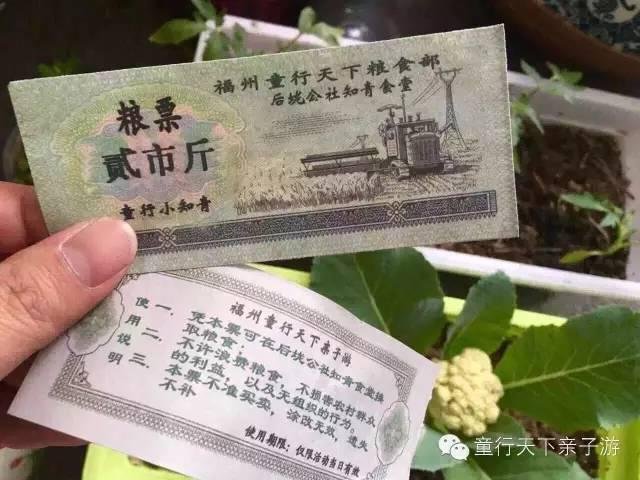 福州童行天下粮食部
后垅公社知青食堂
粮票
贰市斤
童行小知青
福州童行天下亲子游
使用说明
一、凭本票可在后垅公社知青食堂换
取粮食。
二、不许浪费粮食，不损害农村群众
的利益，以及无组织的行为。
三、本票不准买卖，涂改无效，遗失
不补
使用期限：仅限活动当日有效
童行天下亲子游